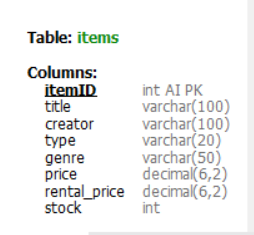 Table: items
Columns:
itemID int AI PK
title varchar(100)
creator varchar(100)
type varchar(20)
genre varchar(50)
price decimal(6,2)
rental_price decimal(6,2)
stock int